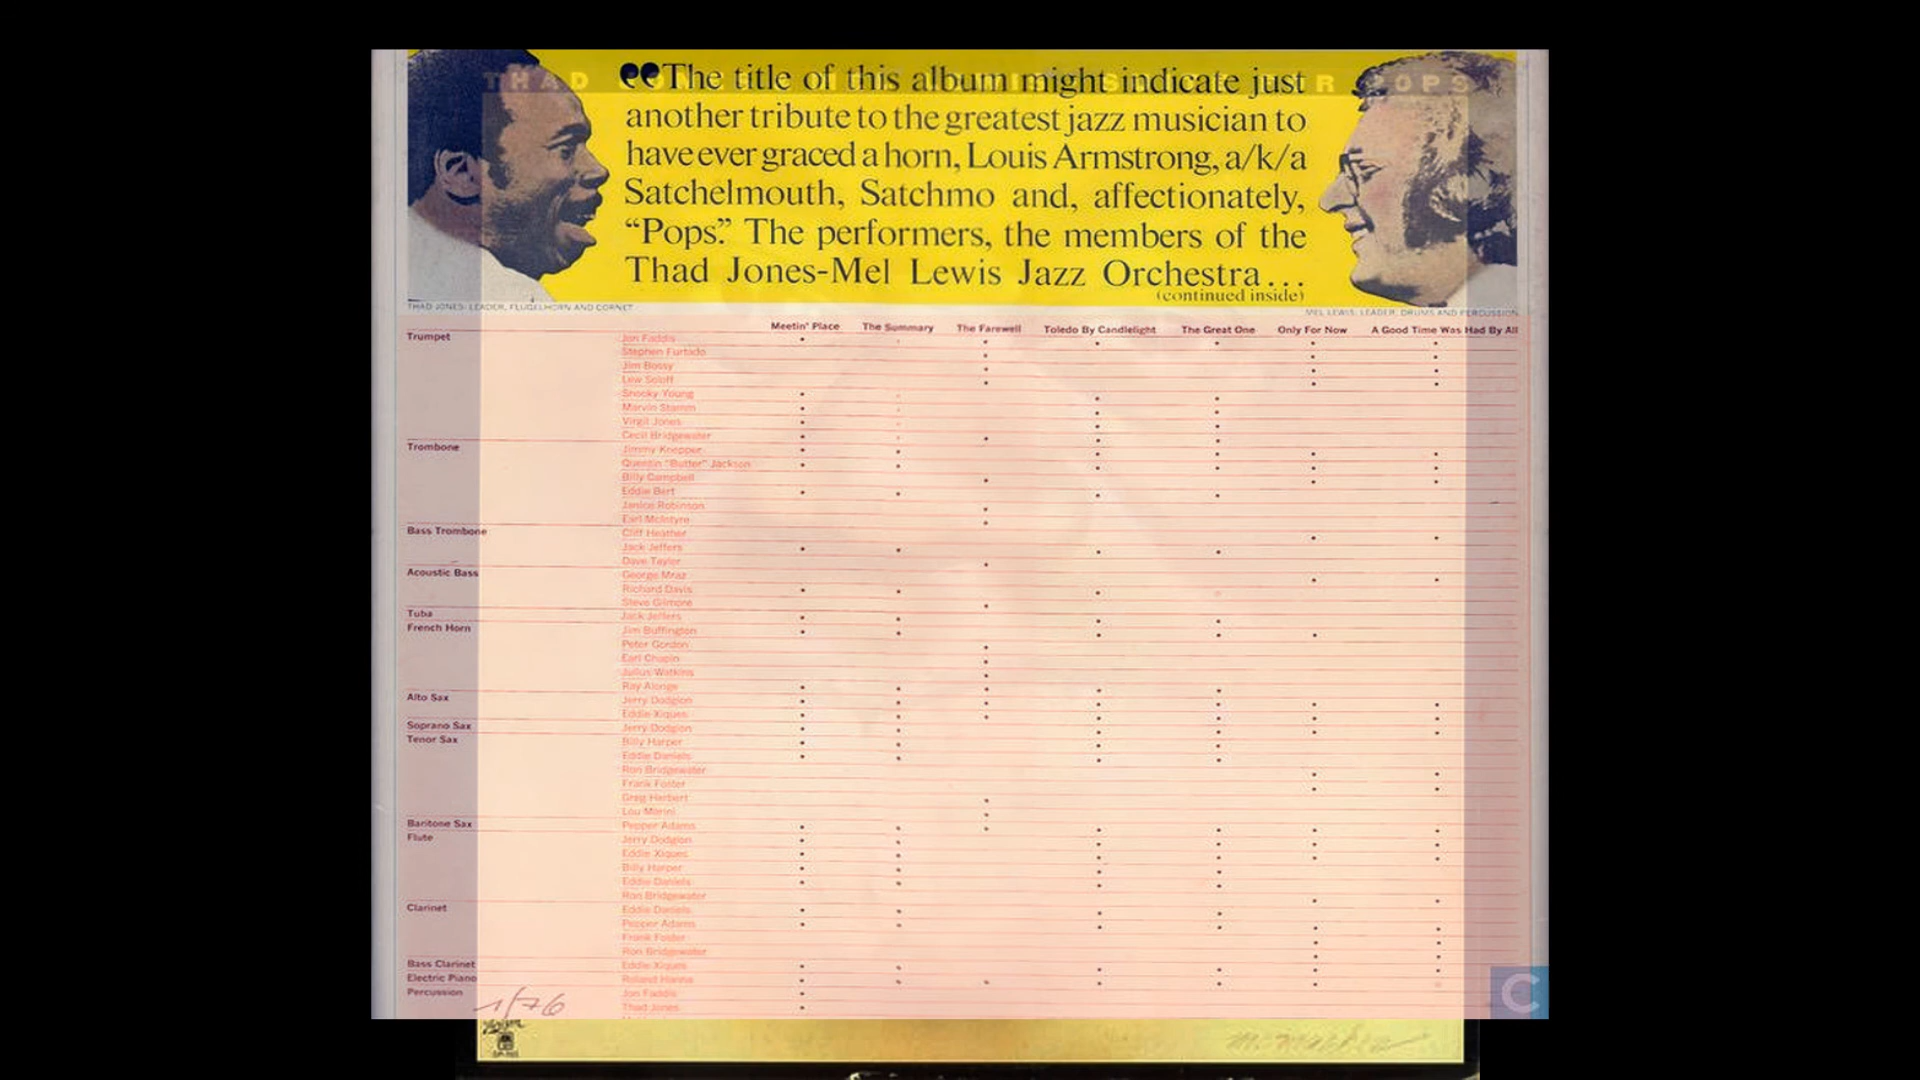 THAD
POPS
“The title of this album might indicate just
another tribute to the greatest jazz musician to
have ever graced a horn, Louis Armstrong, a/k/a
Satchelmouth, Satchmo and, affectionately,
“Pops.” The performers, the members of the
Thad Jones-Mel Lewis Jazz Orchestra...
(continued inside)
THAD JONES: LEADER, FLUGELHORN AND CORNET
MEL LEWIS: LEADER, DRUMS AND PERCUSSION
Meetin' Place The Summary The Farewell Toledo By Candlelight The Great One Only For Now A Good Time Was Had By All
Trumpet Jon Faddis
Stephen Furtado
Jim Bossy
Lew Soloff
Snooky Young
Marvin Stamm
Virgil Jones
Cecil Bridgewater
Trombone Jimmy Knepper
Quentin "Butter" Jackson
Billy Campbell
Eddie Bert
Janice Robinson
Earl McIntyre
Bass Trombone Cliff Heather
Jack Jeffers
Dave Taylor
Acoustic Bass George Mraz
Richard Davis
Steve Gilmore
Tuba Jack Jeffers
French Horn Jim Buffington
Peter Gordon
Earl Chapin
Julius Watkins
Ray Alonge
Alto Sax Jerry Dodgion
Eddie Xiques
Soprano Sax Jerry Dodgion
Tenor Sax Billy Harper
Eddie Daniels
Ron Bridgewater
Frank Foster
Greg Herbert
Lou Marini
Baritone Sax Pepper Adams
Flute Jerry Dodgion
Eddie Xiques
Billy Harper
Eddie Daniels
Ron Bridgewater
Clarinet Eddie Daniels
Pepper Adams
Frank Foster
Ron Bridgewater
Bass Clarinet Eddie Xiques
Electric Piano Roland Hanna
Percussion Jon Faddis
Thad Jones
1/76
C